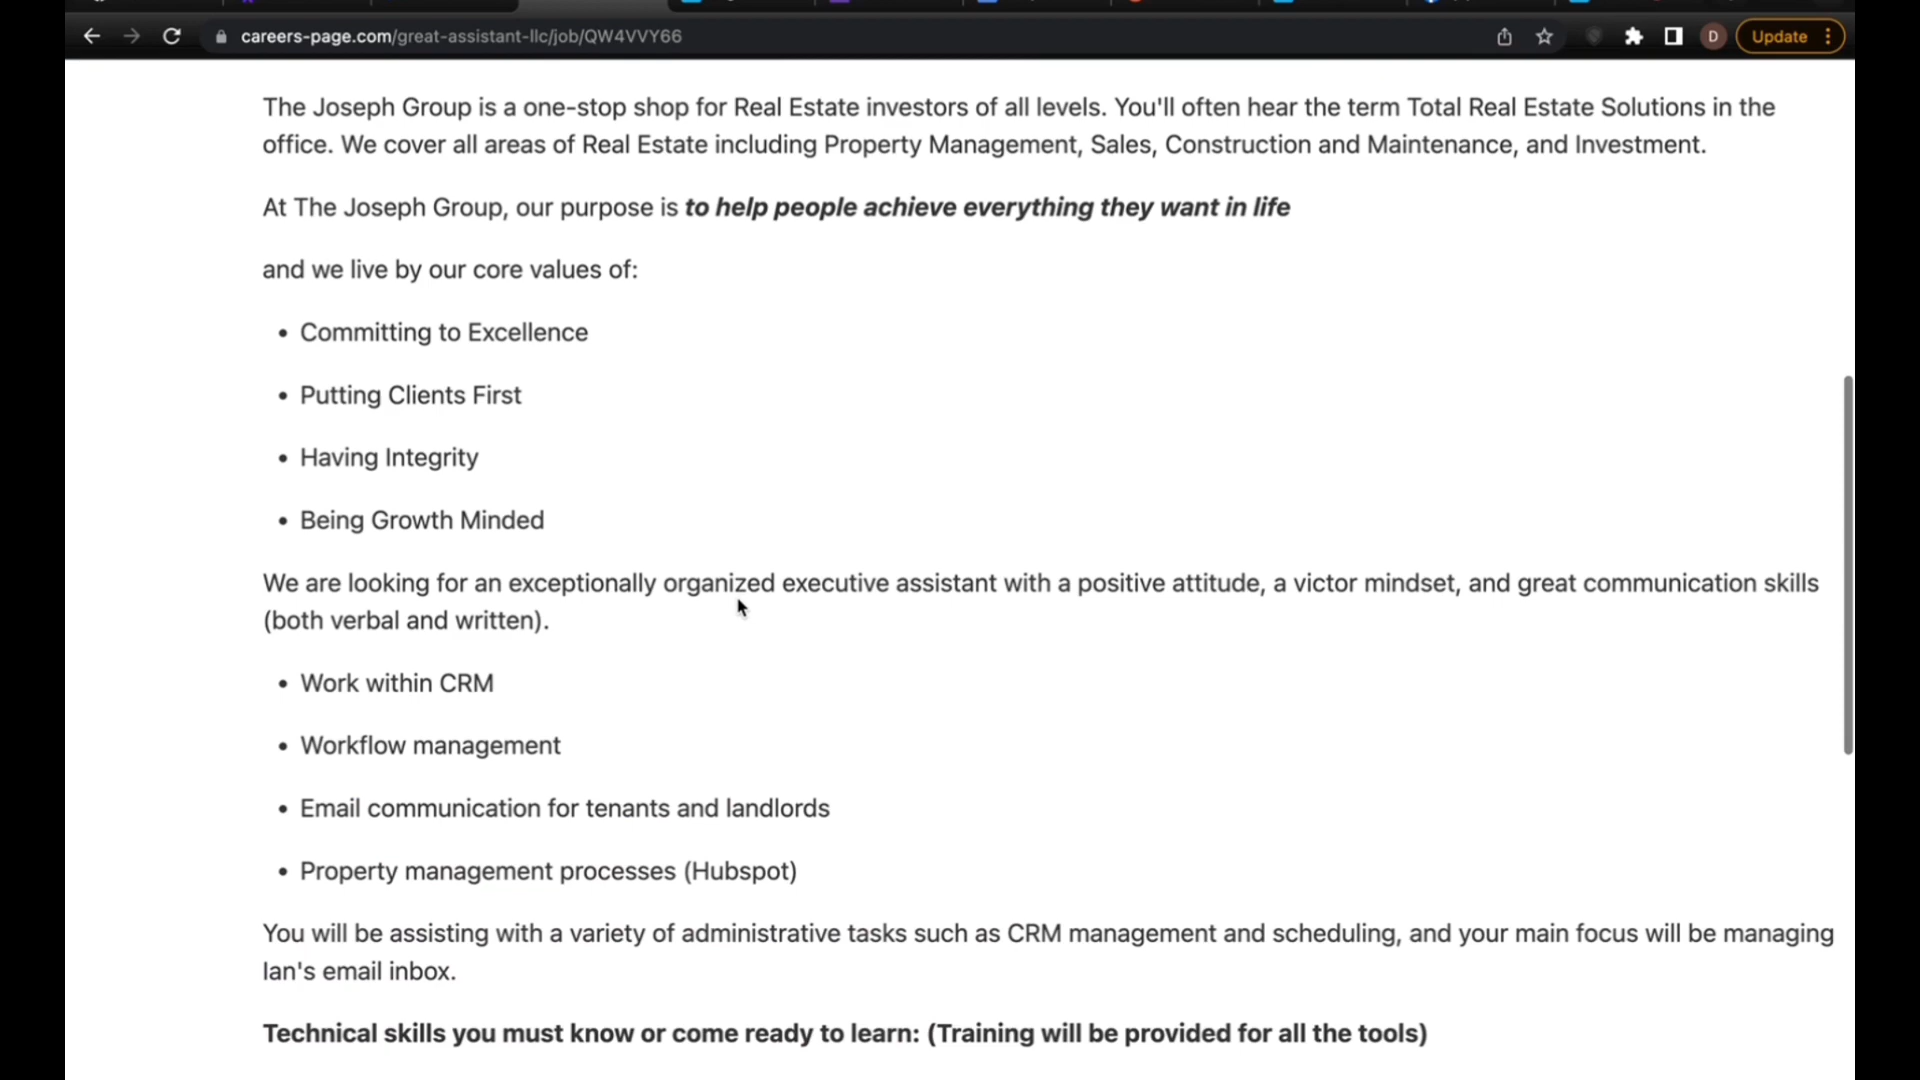 careers-page.com/great-assistant-llc/job/QW4VVY66
D
Update
The Joseph Group is a one-stop shop for Real Estate investors of all levels. You'll often hear the term Total Real Estate Solutions in the
office. We cover all areas of Real Estate including Property Management, Sales, Construction and Maintenance, and Investment.
At The Joseph Group, our purpose is to help people achieve everything they want in life
and we live by our core values of:
• Committing to Excellence
• Putting Clients First
• Having Integrity
• Being Growth Minded
We are looking for an exceptionally organized executive assistant with a positive attitude, a victor mindset, and great communication skills
(both verbal and written).
• Work within CRM
• Workflow management
• Email communication for tenants and landlords
• Property management processes (Hubspot)
You will be assisting with a variety of administrative tasks such as CRM management and scheduling, and your main focus will be managing
Ian's email inbox.
Technical skills you must know or come ready to learn: (Training will be provided for all the tools)